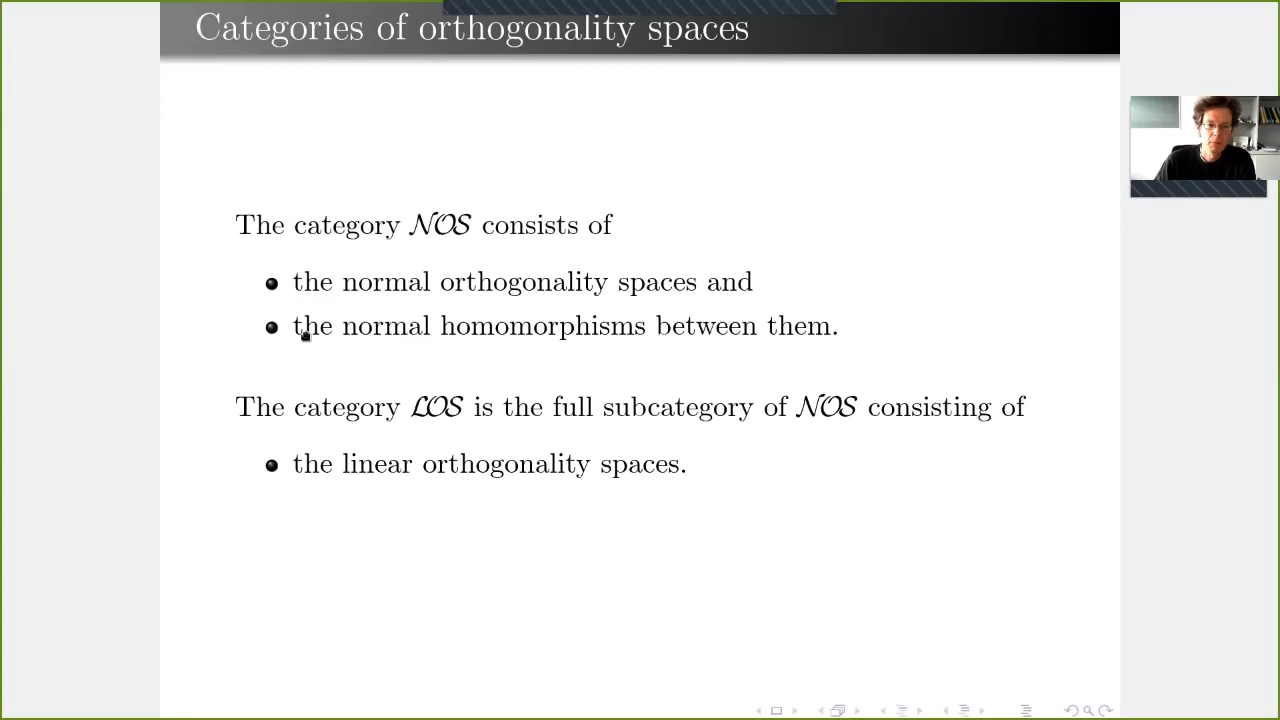 Categories of orthogonality spaces
The category 𝒩𝒪𝒮 consists of
the normal orthogonality spaces and
the normal homomorphisms between them.
The category ℒ𝒪𝒮 is the full subcategory of 𝒩𝒪𝒮 consisting of
the linear orthogonality spaces.